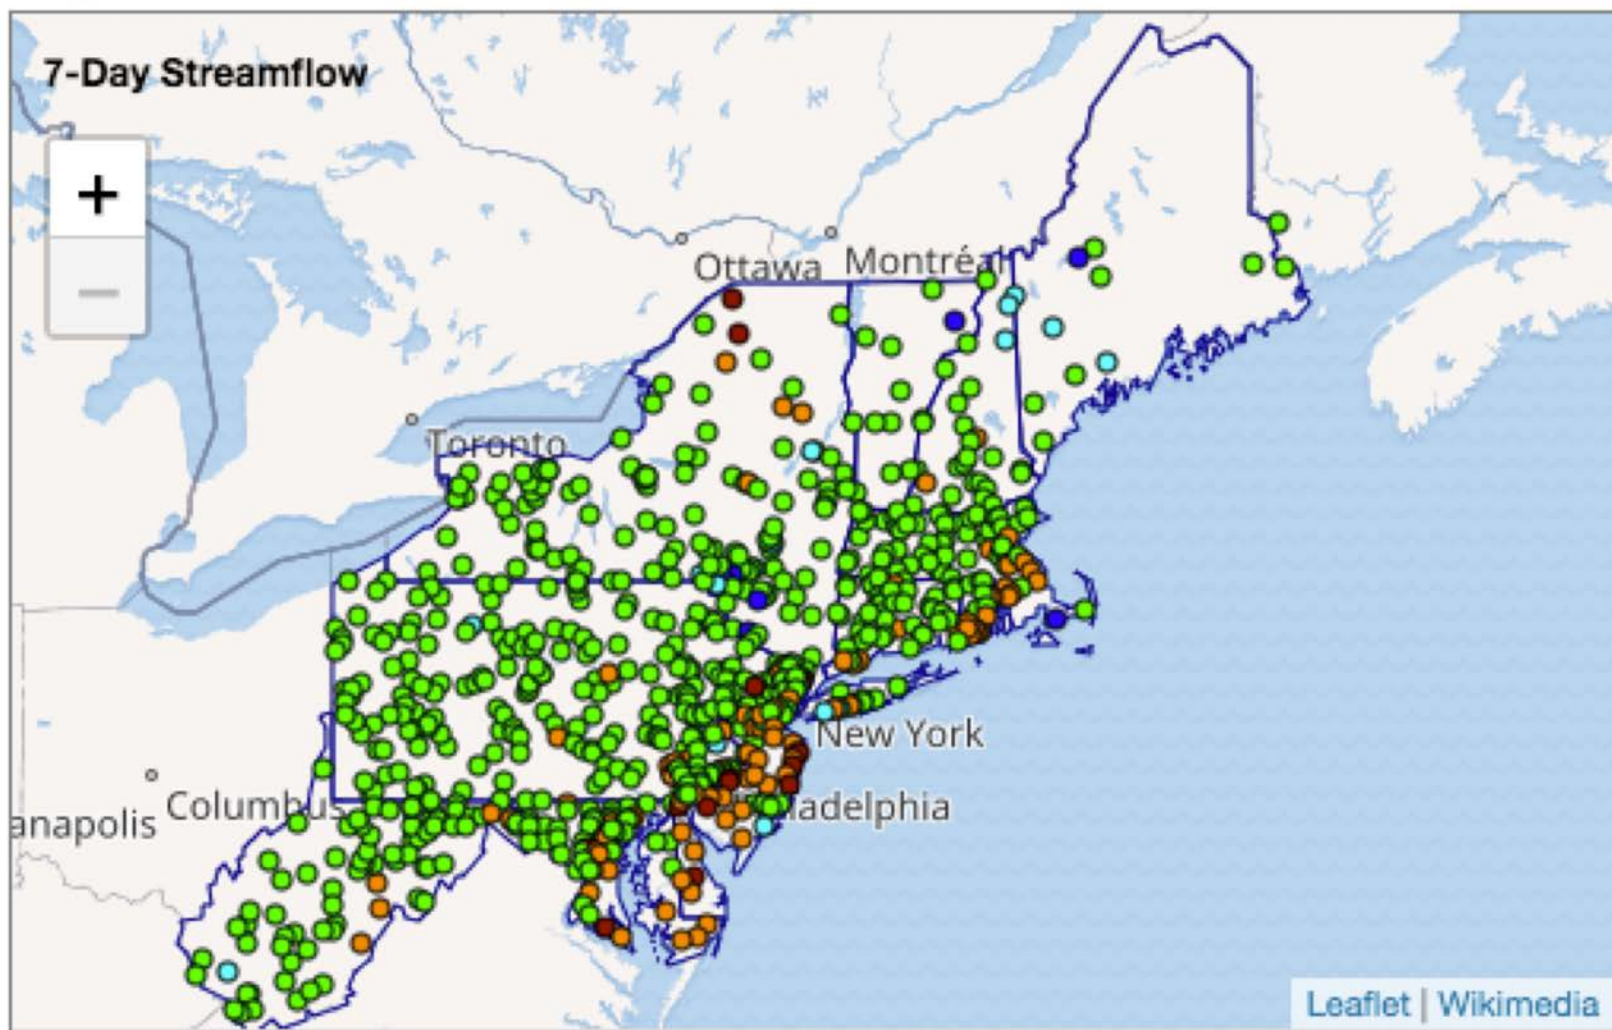 7-Day Streamflow
+
−
Ottawa
Montréal
Toronto
New York
Columbus
anapolis
adelphia
Leaflet | Wikimedia